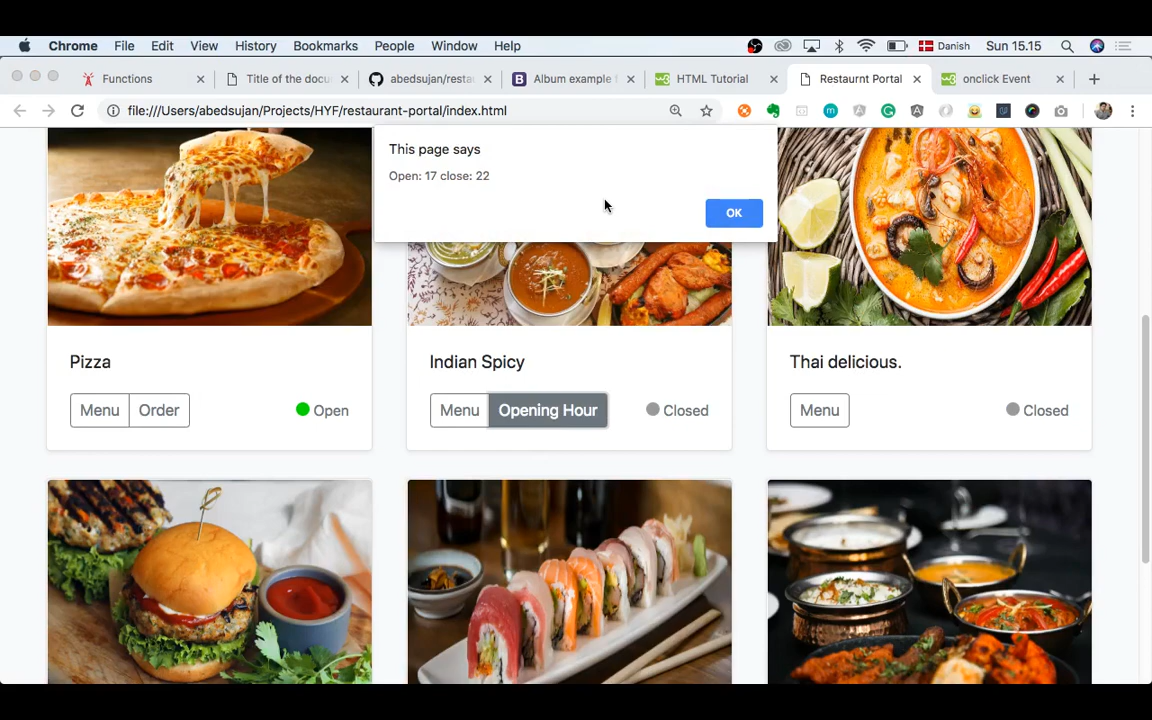 Chrome File Edit View History Bookmarks People Window Help Danish Sun 15.15
Functions Title of the docu abedsujan/resta Album example f HTML Tutorial Restaurnt Portal onclick Event
file:///Users/abedsujan/Projects/HYF/restaurant-portal/index.html
This page says
Open: 17 close: 22
OK
Pizza Indian Spicy Thai delicious.
Menu Order Open Menu Opening Hour Closed Menu Closed